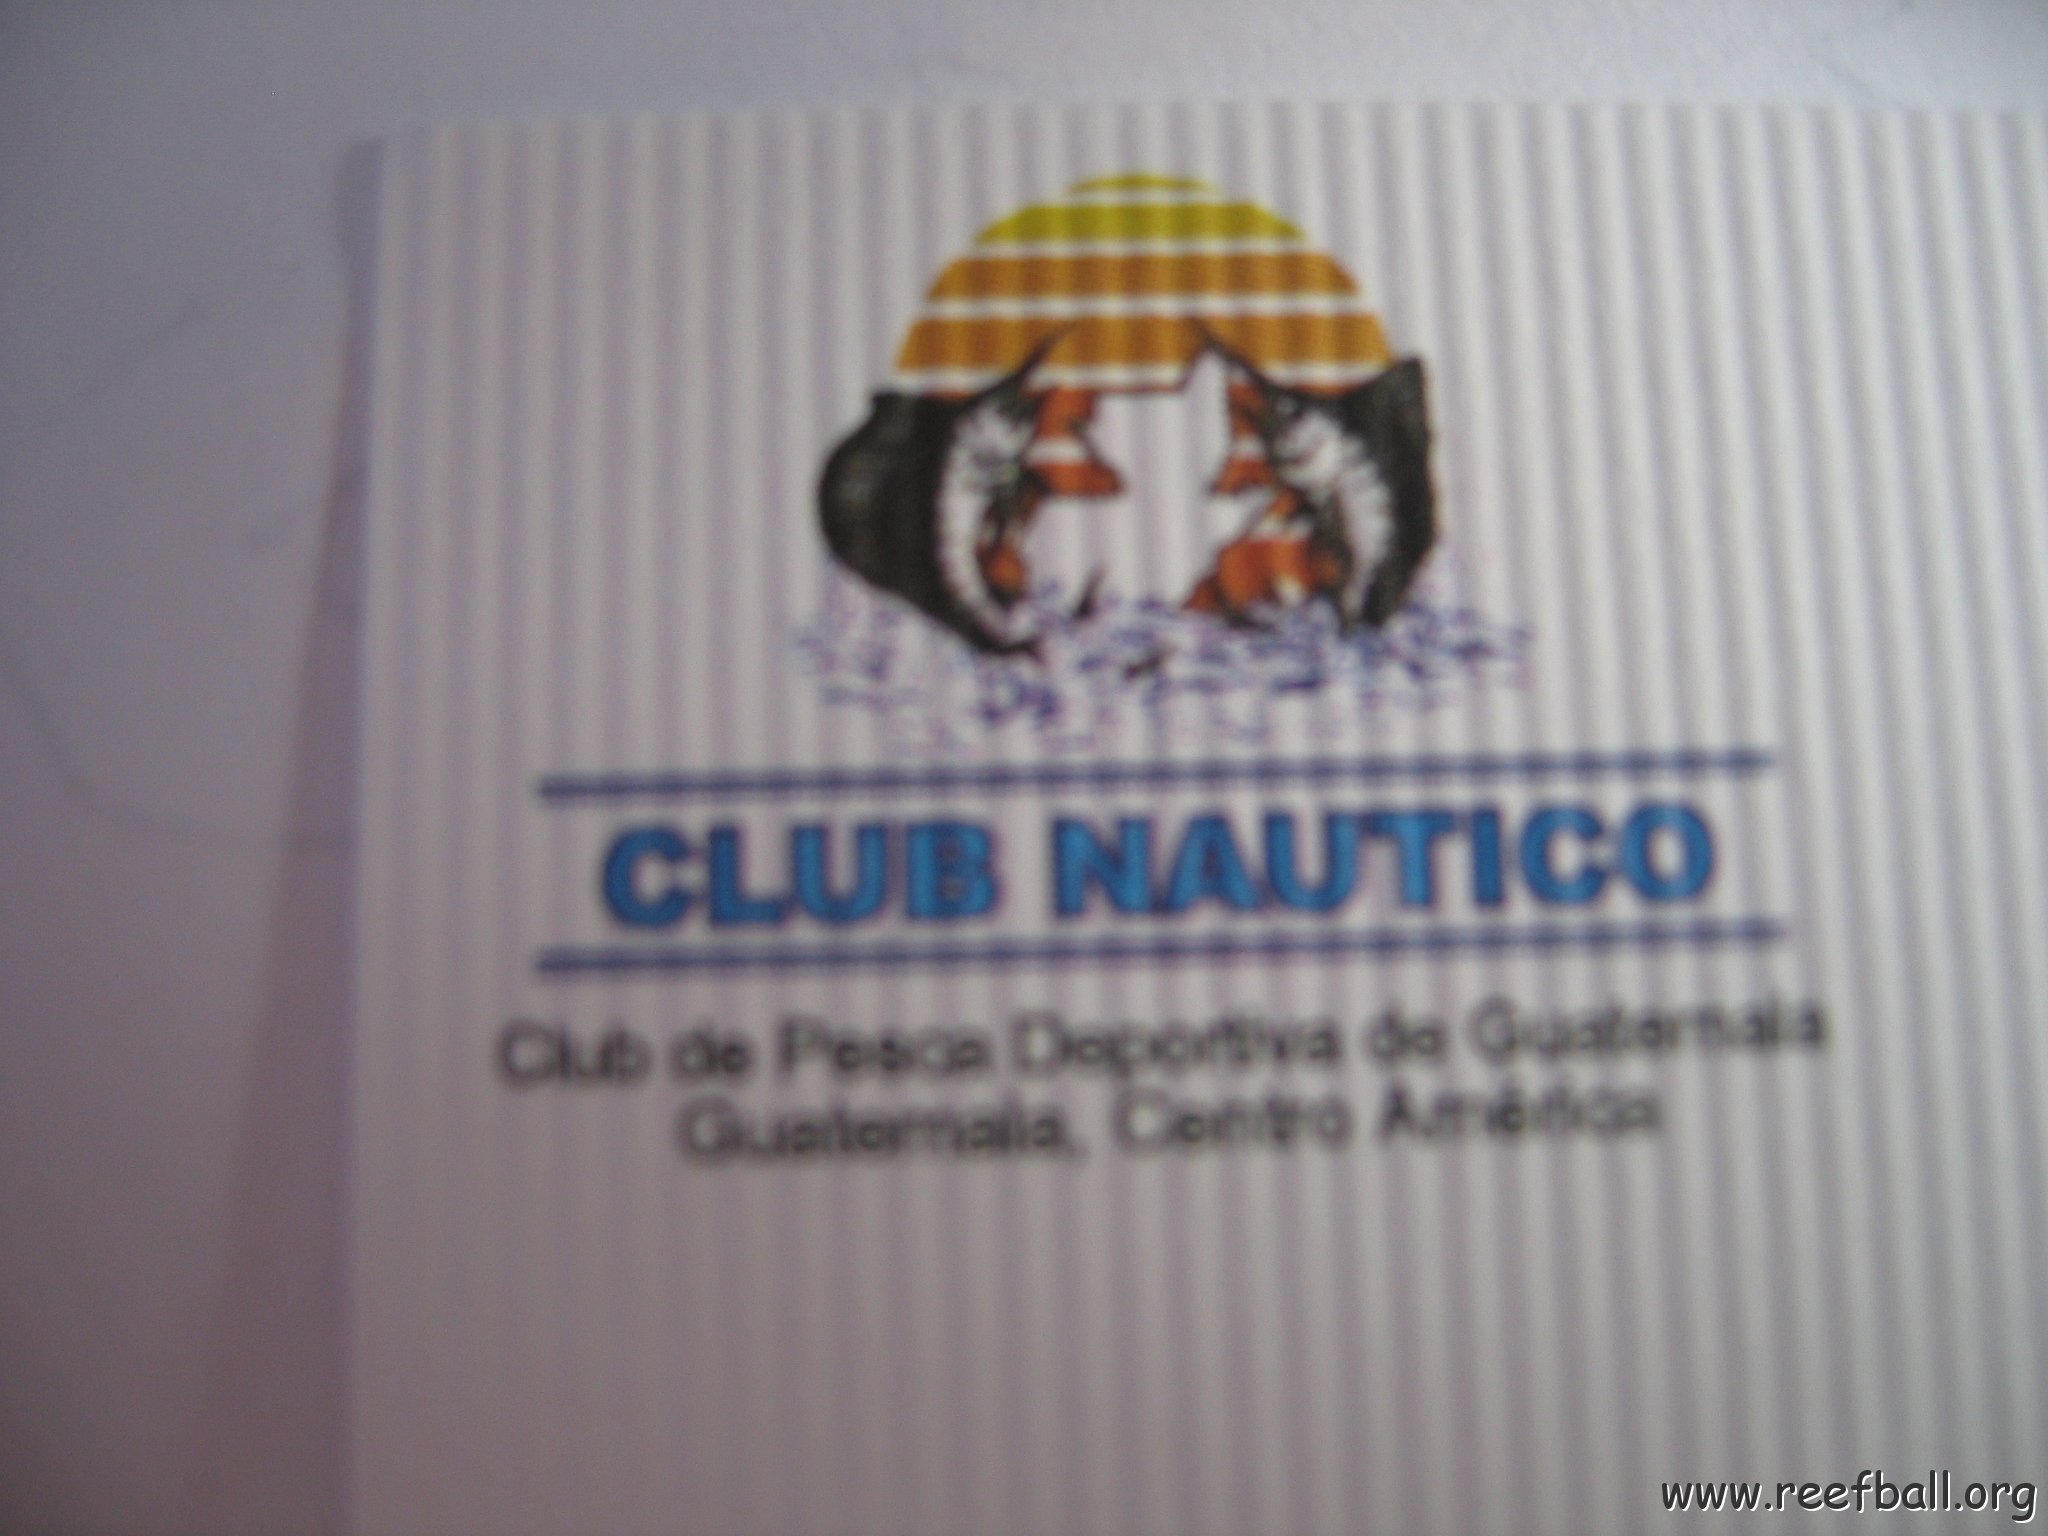 CLUB NAUTICO
Club de Pesca Deportiva de Guatemala
Guatemala, Centro América
www.reefball.org